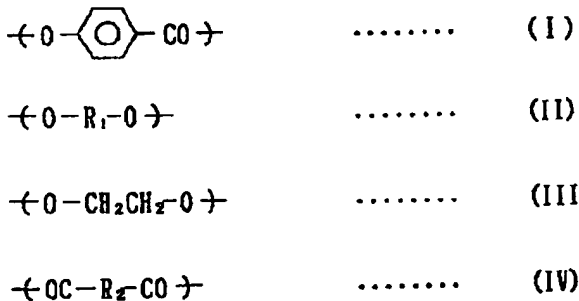 -(O-⌬-CO)- ........ (I)
-(O-R₁-O)- ........ (II)
-(O-CH₂CH₂-O)- ........ (III
-(OC-R₂-CO)- ........ (IV)